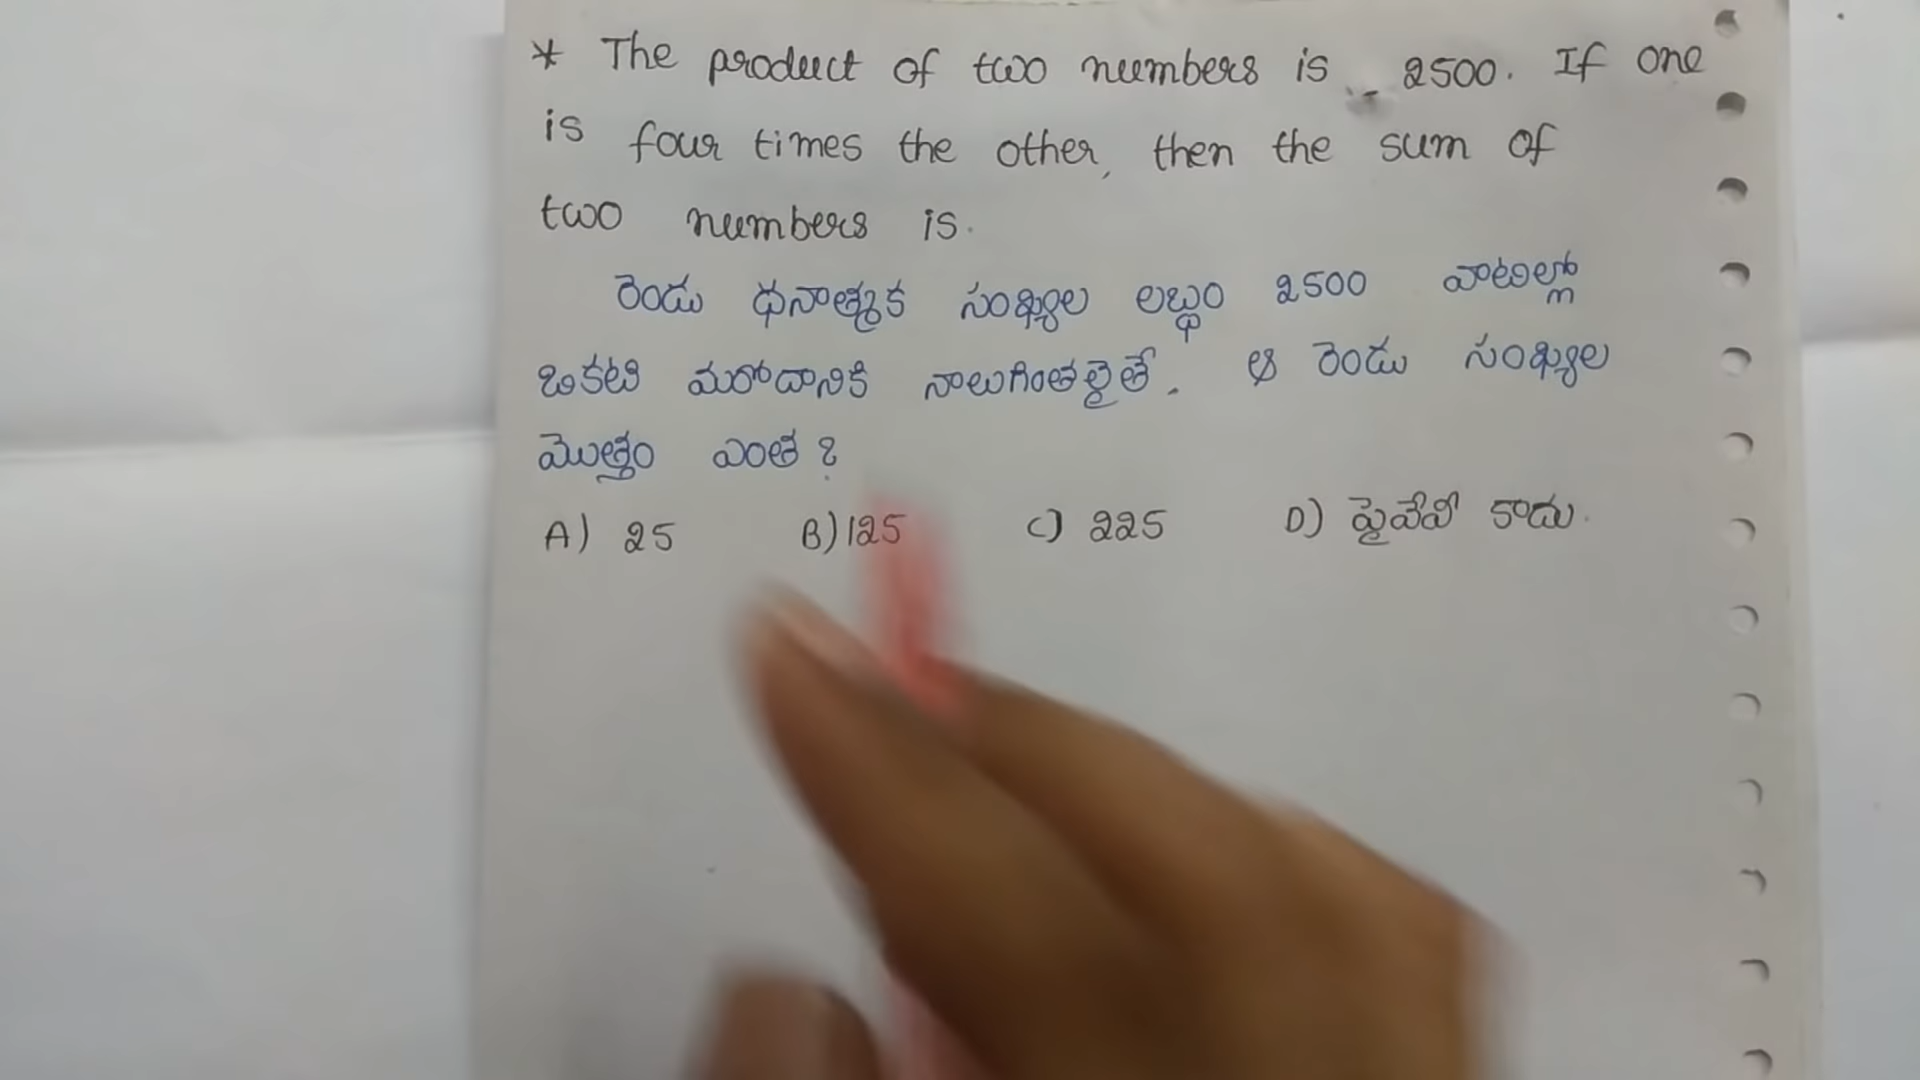 * The product of two numbers is 2500. If one
is four times the other, then the sum of
two numbers is.
రెండు ధనాత్మక సంఖ్యల లబ్ధం 2500 వాటిల్లో
ఒకటి మరోదానికి నాలుగింతలైతే. ఆ రెండు సంఖ్యల
మొత్తం ఎంత ?
A) 25 B) 125 C) 225 D) పైవేవీ కాదు.